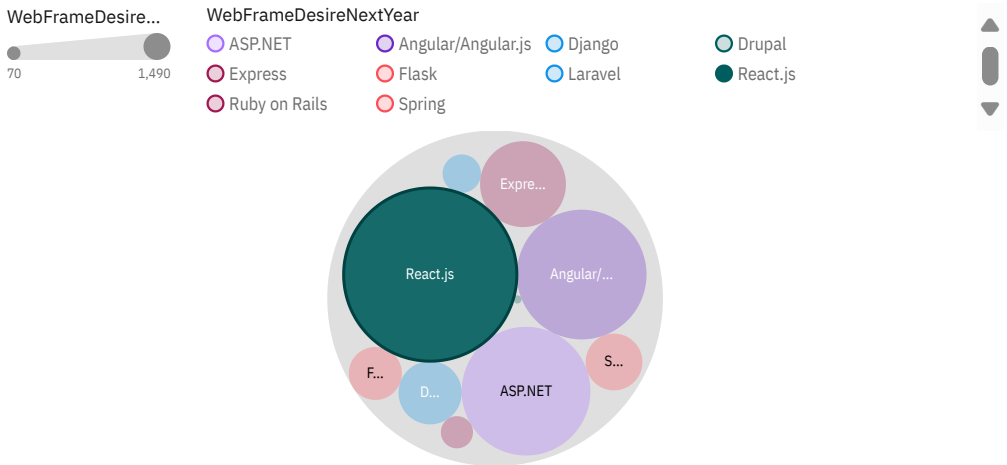 WebFrameDesire...
70 1,490
WebFrameDesireNextYear
ASP.NET Angular/Angular.js Django Drupal
Express Flask Laravel React.js
Ruby on Rails Spring
Expre...
React.js Angular/...
S...
F...
D... ASP.NET